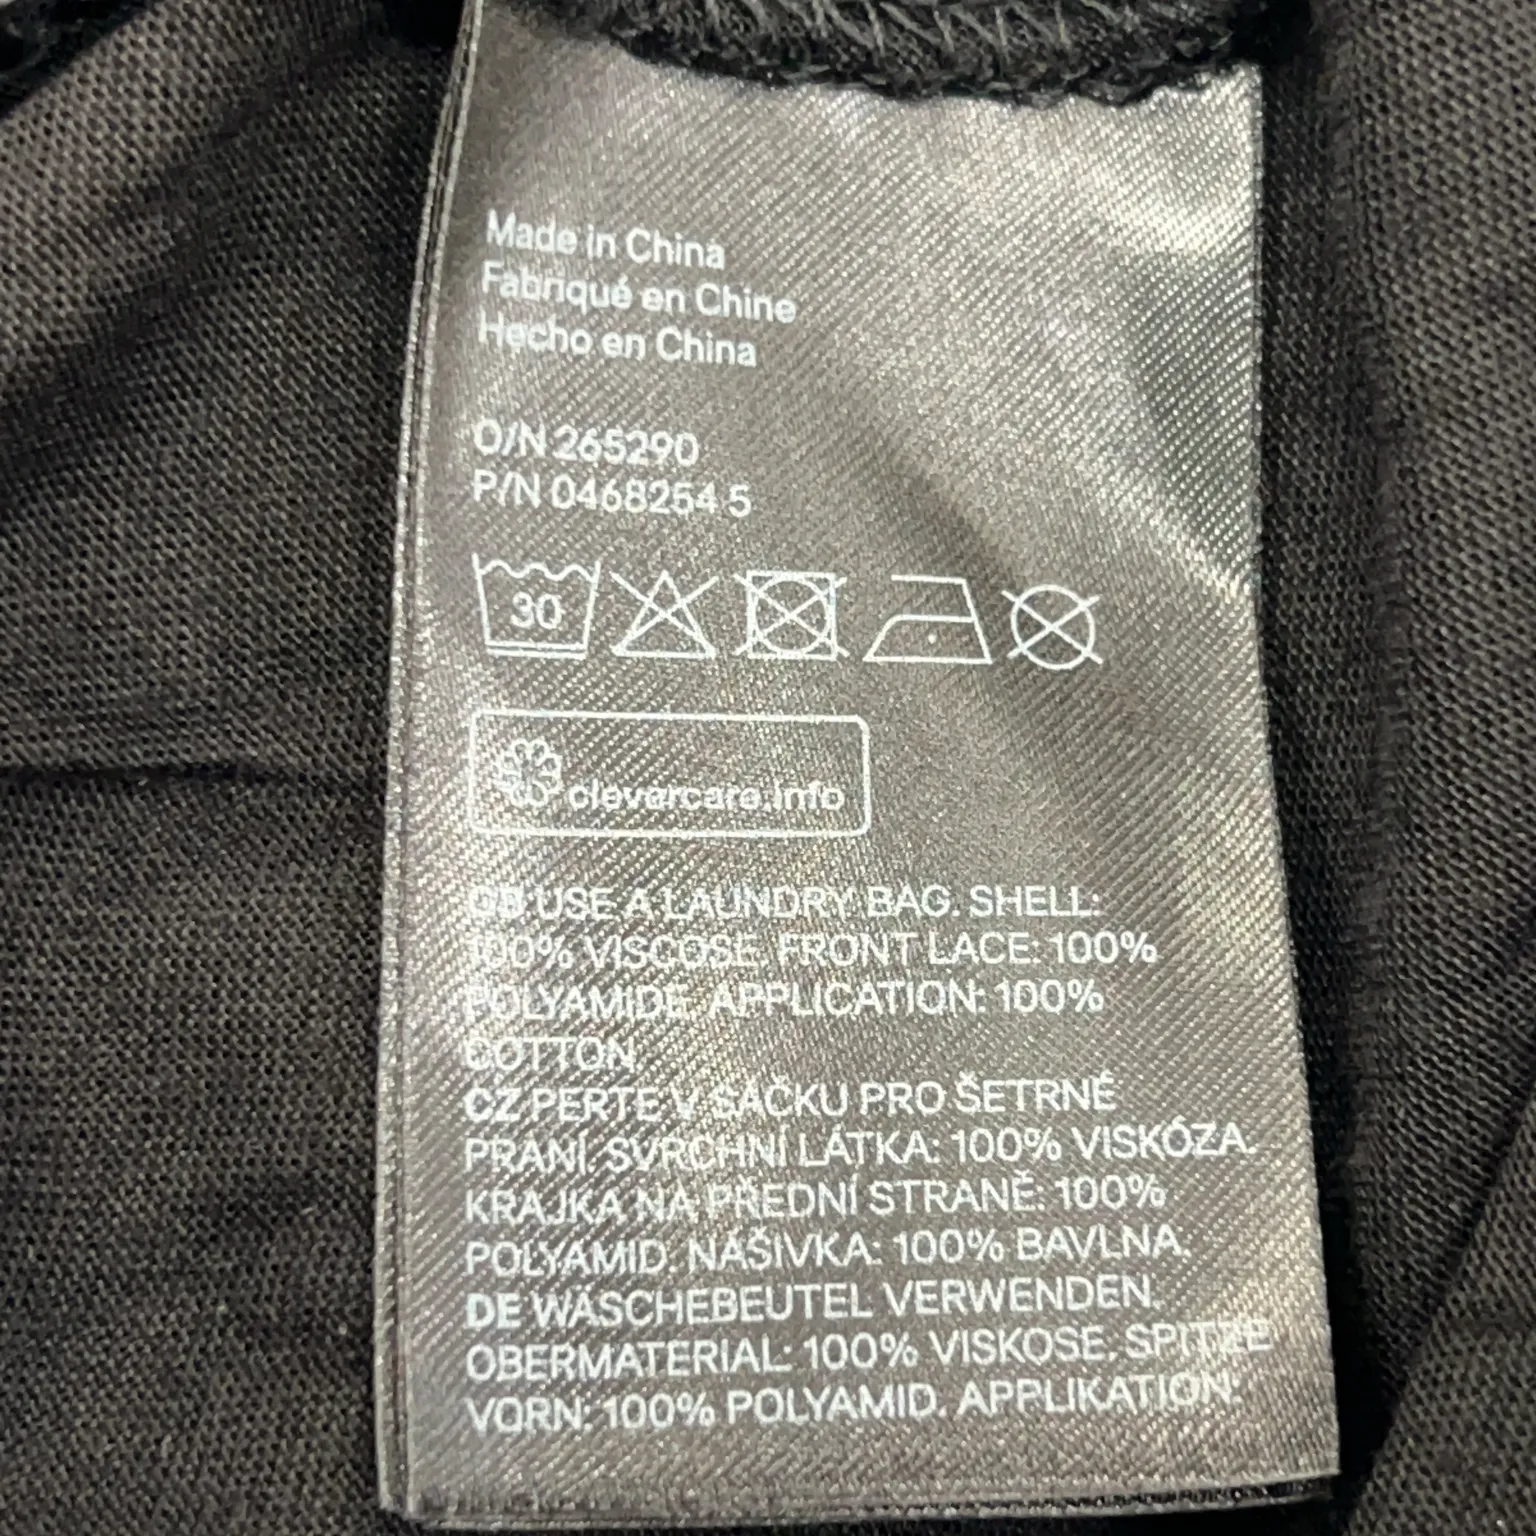 Made in China
Fabriqué en Chine
Hecho en China
O/N 265290
P/N 0468254 5
30
clevercare.info
GB USE A LAUNDRY BAG. SHELL:
100% VISCOSE. FRONT LACE: 100%
POLYAMIDE. APPLICATION: 100%
COTTON
CZ PERTE V SÁČKU PRO ŠETRNÉ
PRANÍ. SVRCHNÍ LÁTKA: 100% VISKÓZA.
KRAJKA NA PŘEDNÍ STRANĚ: 100%
POLYAMID. NÁŠIVKA: 100% BAVLNA.
DE WÄSCHEBEUTEL VERWENDEN.
OBERMATERIAL: 100% VISKOSE. SPITZE
VORN: 100% POLYAMID. APPLIKATION: